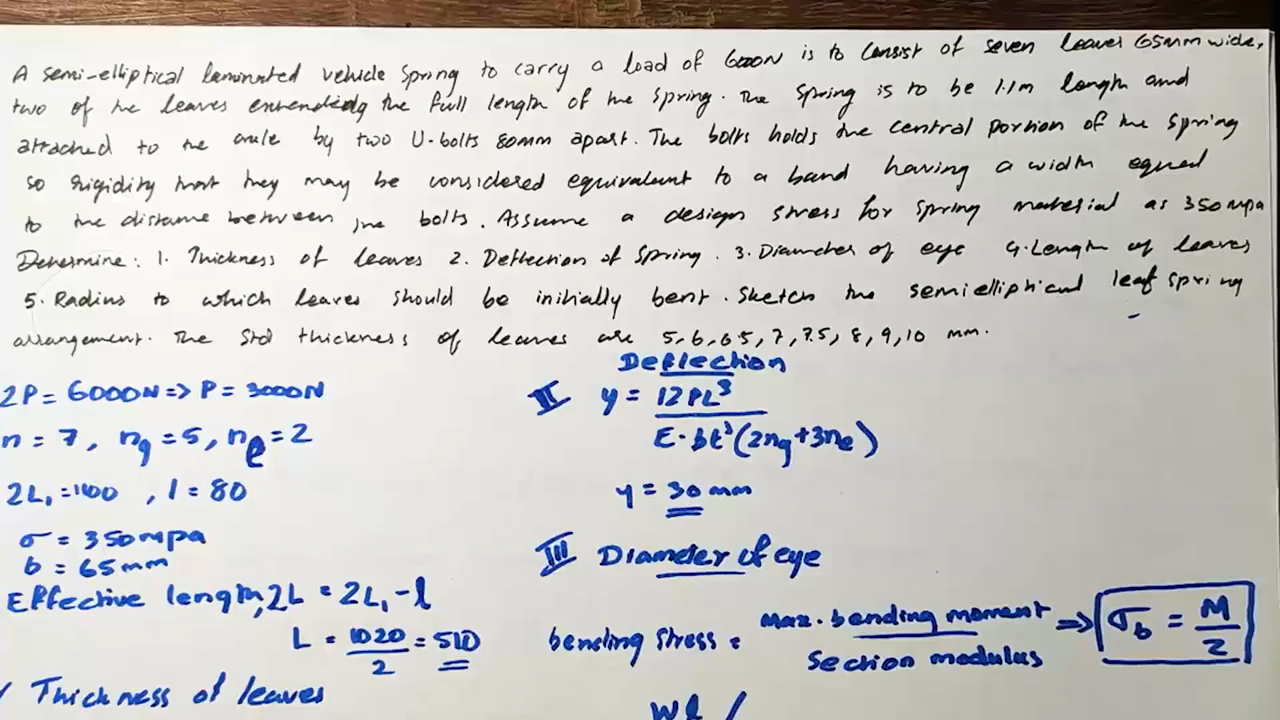 A semi-elliptical laminated vehicle spring to carry a load of 6000N is to consist of seven leaves 65mm wide,
two of the leaves extending the full length of the spring. The spring is to be 1.1m length and
attached to the axle by two U-bolts 80mm apart. The bolts holds the central portion of the spring
so rigidity that they may be considered equivalent to a band having a width equal
to the distance between the bolts. Assume a design stress for spring material as 350mpa
Determine: 1. Thickness of leaves 2. Deflection of Spring. 3. Diameter of eye 4. Length of leaves
5. Radius to which leaves should be initially bent. Sketch the semielliptical leaf spring
arrangement. The Std thickness of leaves are 5, 6, 6.5, 7, 7.5, 8, 9, 10 mm.
2P = 6000N => P = 3000N
n = 7, ng = 5, ne = 2
2L1 = 1100, l = 80
σ = 350mpa
b = 65mm
Effective length, 2L = 2L1 - l
L = 1020/2 = 510
Thickness of leaves
Deflection
II y = 12PL³ / E·bt³(2ng+3ne)
y = 30mm
III Diameter of eye
bending stress = Max. bending moment / Section modulus => σb = M/Z
Wl /